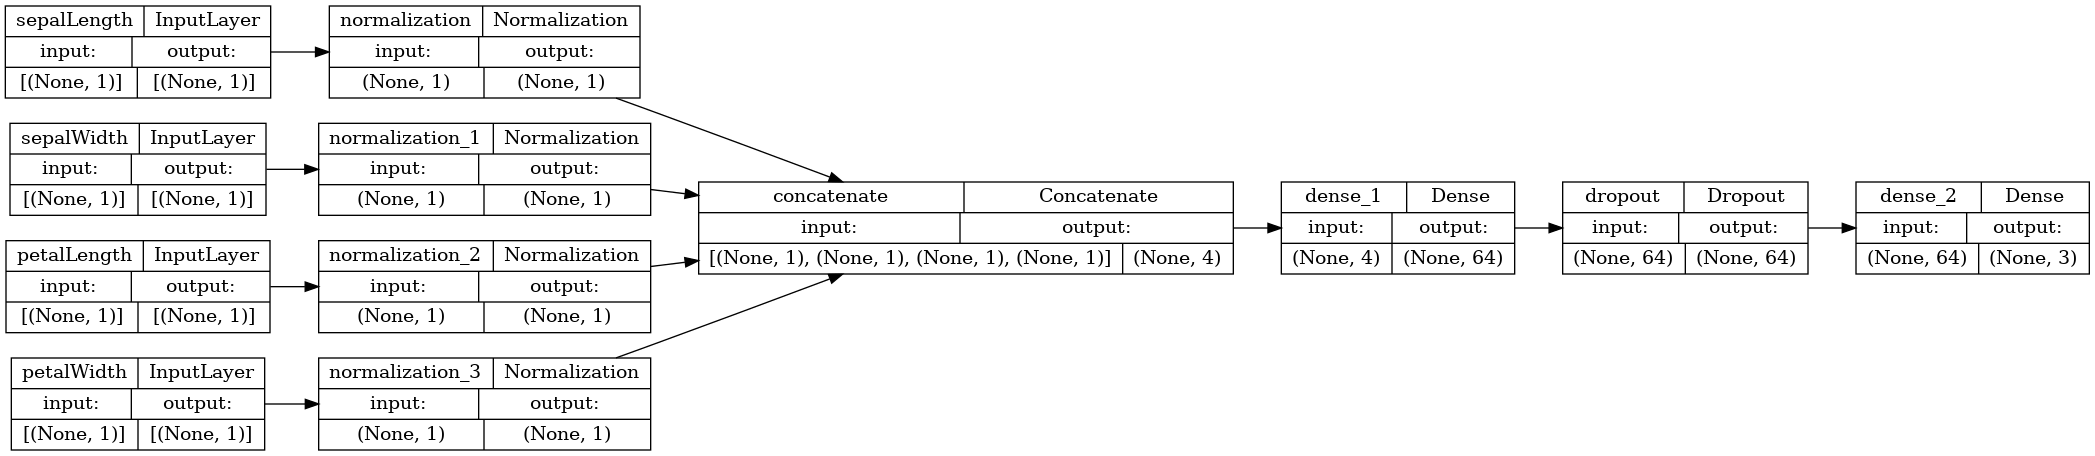 sepalLength InputLayer
input: output:
[(None, 1)] [(None, 1)]
normalization Normalization
input: output:
(None, 1) (None, 1)
sepalWidth InputLayer
input: output:
[(None, 1)] [(None, 1)]
normalization_1 Normalization
input: output:
(None, 1) (None, 1)
petalLength InputLayer
input: output:
[(None, 1)] [(None, 1)]
normalization_2 Normalization
input: output:
(None, 1) (None, 1)
petalWidth InputLayer
input: output:
[(None, 1)] [(None, 1)]
normalization_3 Normalization
input: output:
(None, 1) (None, 1)
concatenate Concatenate
input: output:
[(None, 1), (None, 1), (None, 1), (None, 1)] (None, 4)
dense_1 Dense
input: output:
(None, 4) (None, 64)
dropout Dropout
input: output:
(None, 64) (None, 64)
dense_2 Dense
input: output:
(None, 64) (None, 3)